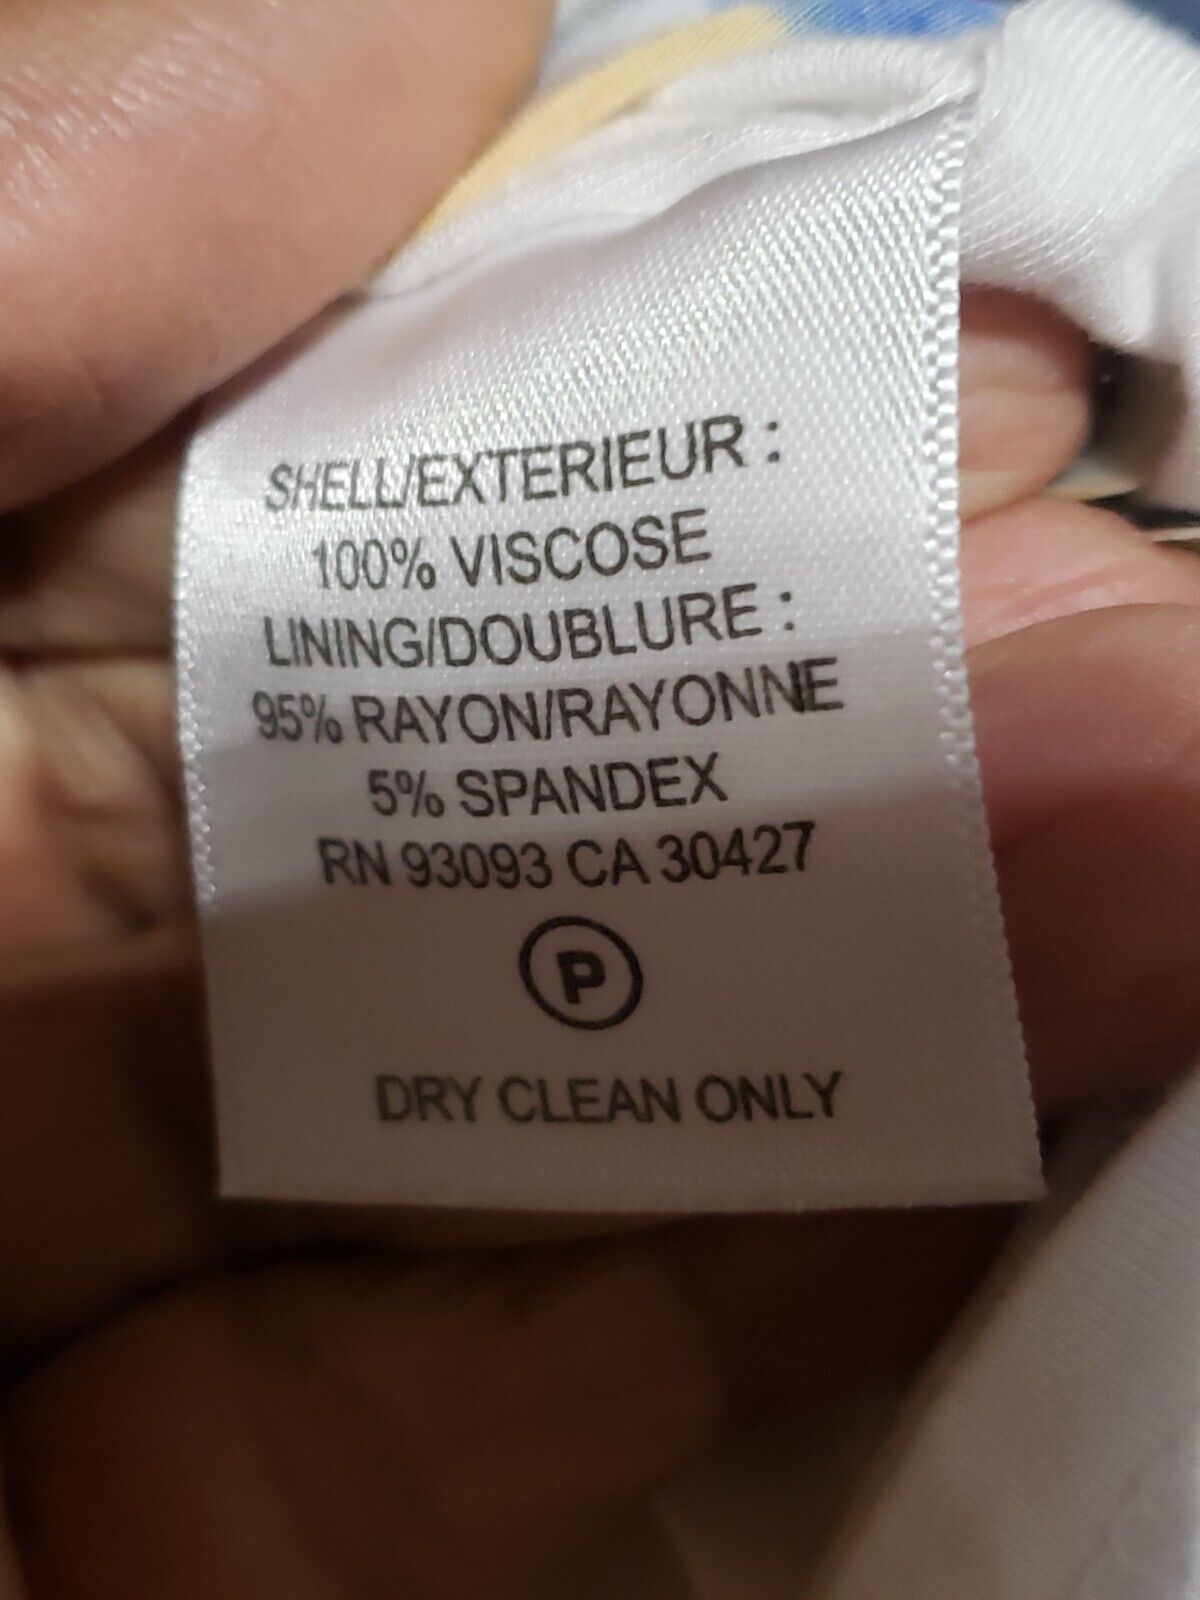 SHELL/EXTERIEUR :
100% VISCOSE
LINING/DOUBLURE :
95% RAYON/RAYONNE
5% SPANDEX
RN 93093 CA 30427
P
DRY CLEAN ONLY